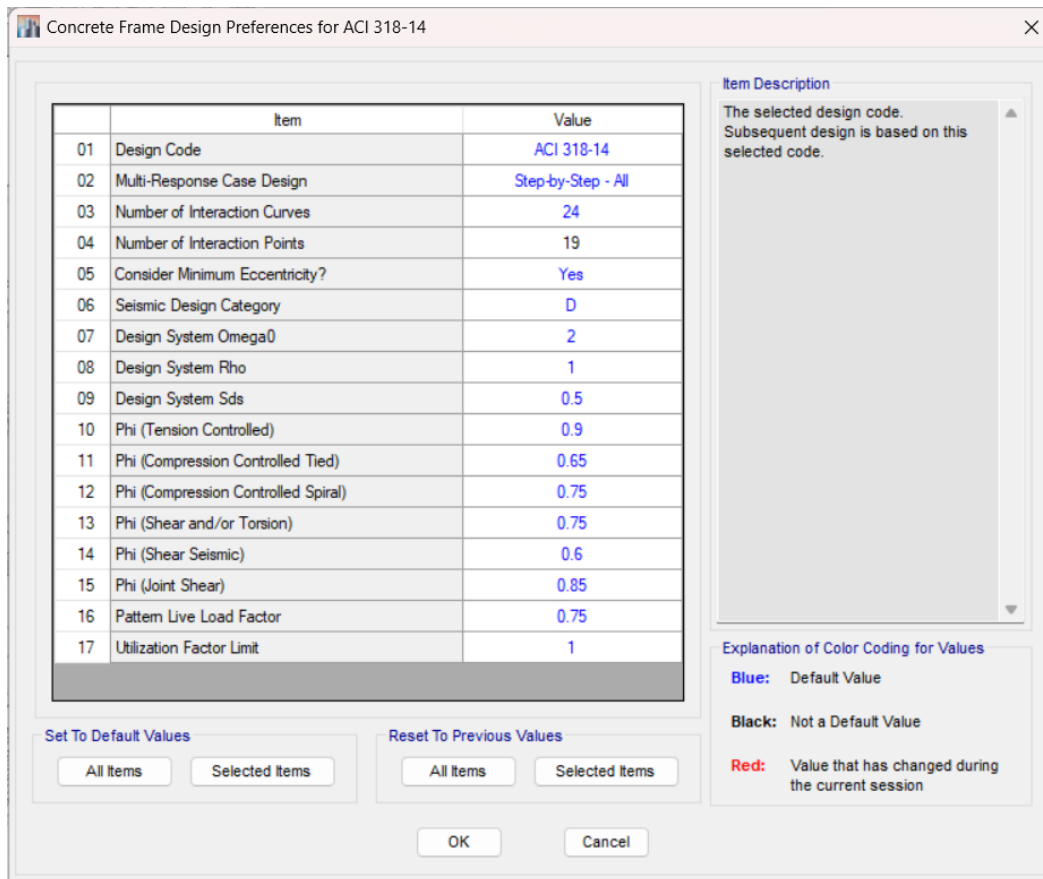 Concrete Frame Design Preferences for ACI 318-14
Item Value
01 Design Code ACI 318-14
02 Multi-Response Case Design Step-by-Step - All
03 Number of Interaction Curves 24
04 Number of Interaction Points 19
05 Consider Minimum Eccentricity? Yes
06 Seismic Design Category D
07 Design System Omega0 2
08 Design System Rho 1
09 Design System Sds 0.5
10 Phi (Tension Controlled) 0.9
11 Phi (Compression Controlled Tied) 0.65
12 Phi (Compression Controlled Spiral) 0.75
13 Phi (Shear and/or Torsion) 0.75
14 Phi (Shear Seismic) 0.6
15 Phi (Joint Shear) 0.85
16 Pattern Live Load Factor 0.75
17 Utilization Factor Limit 1
Item Description
The selected design code.
Subsequent design is based on this
selected code.
Explanation of Color Coding for Values
Blue: Default Value
Black: Not a Default Value
Red: Value that has changed during
the current session
Set To Default Values
All Items Selected Items
Reset To Previous Values
All Items Selected Items
OK Cancel